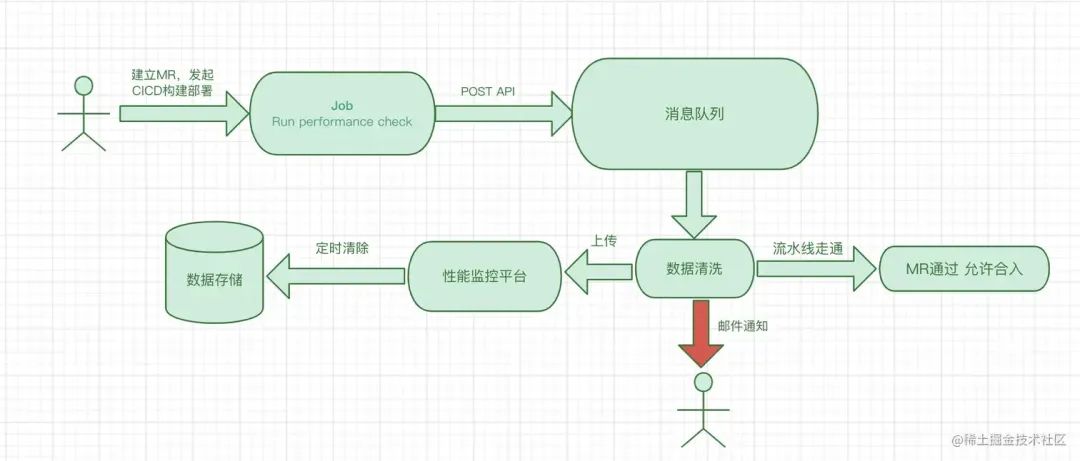 建立MR，发起
CICD构建部署
Job
Run performance check
POST API
消息队列
数据存储
定时清除
性能监控平台
上传
数据清洗
流水线走通
MR通过 允许合入
邮件通知
@稀土掘金技术社区